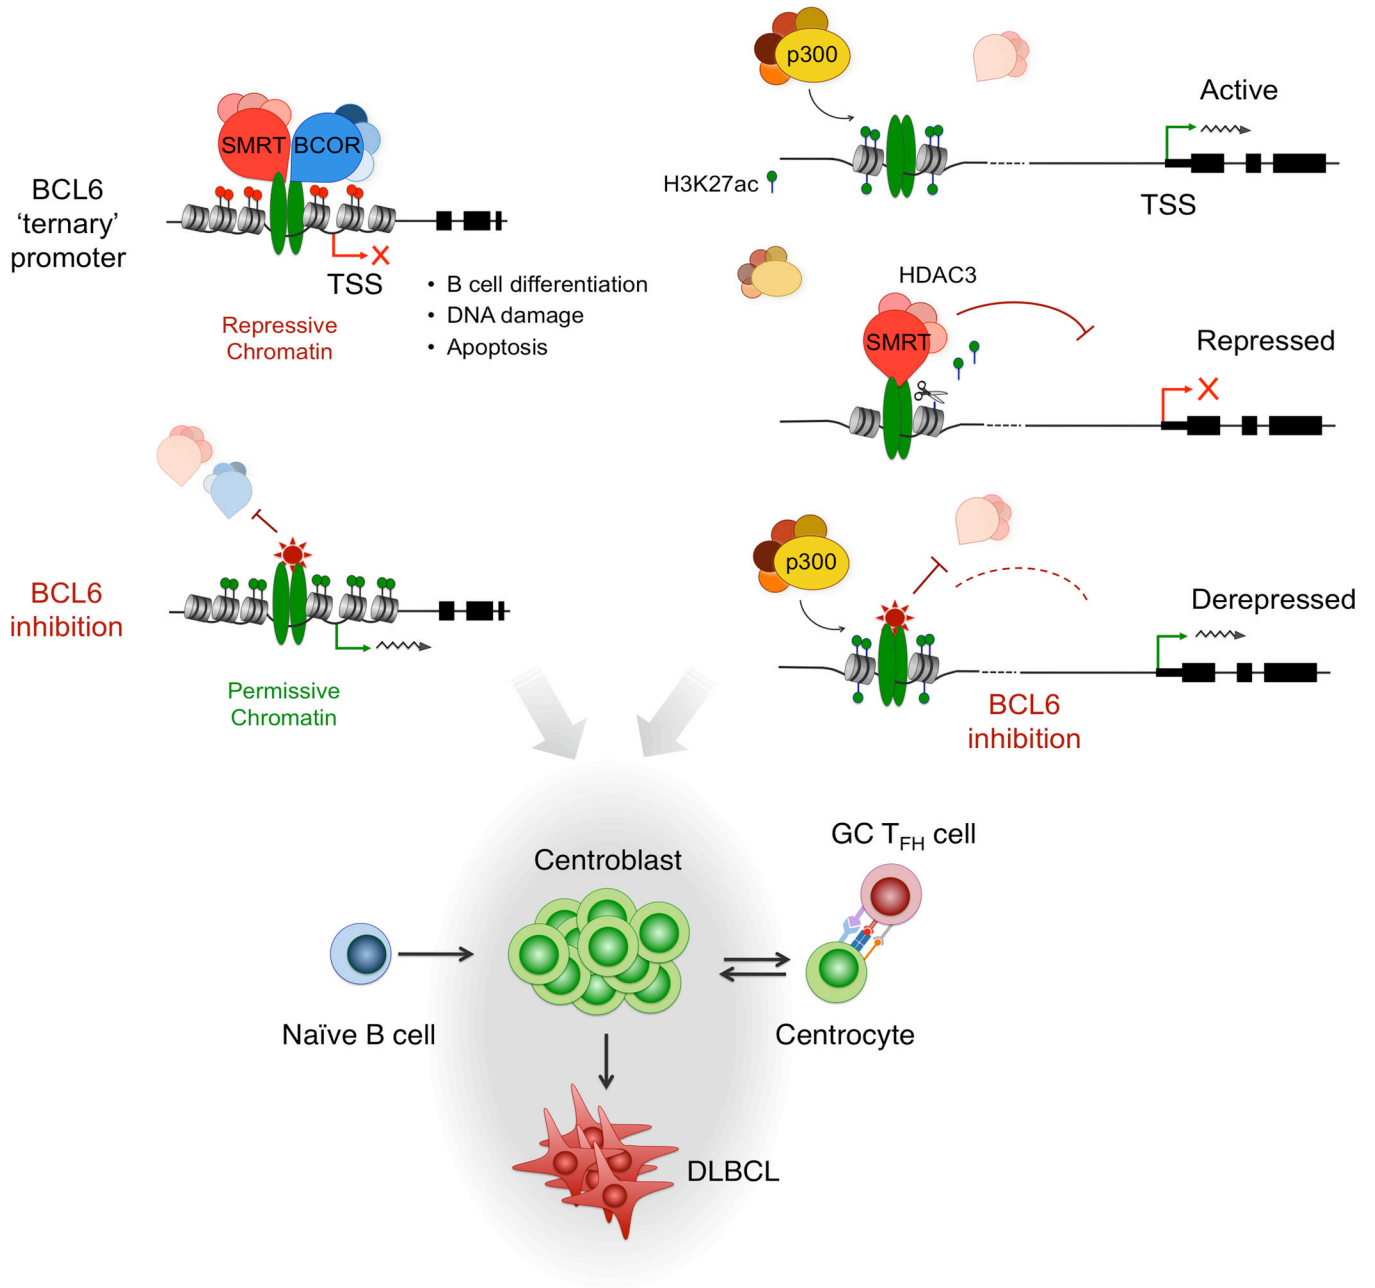 SMRT BCOR
BCL6
‘ternary’
promoter
TSS
Repressive
Chromatin
• B cell differentiation
• DNA damage
• Apoptosis
BCL6
inhibition
Permissive
Chromatin
p300
Active
H3K27ac
TSS
HDAC3
SMRT
Repressed
p300
Derepressed
BCL6
inhibition
Centroblast
GC TFH cell
Naïve B cell
Centrocyte
DLBCL